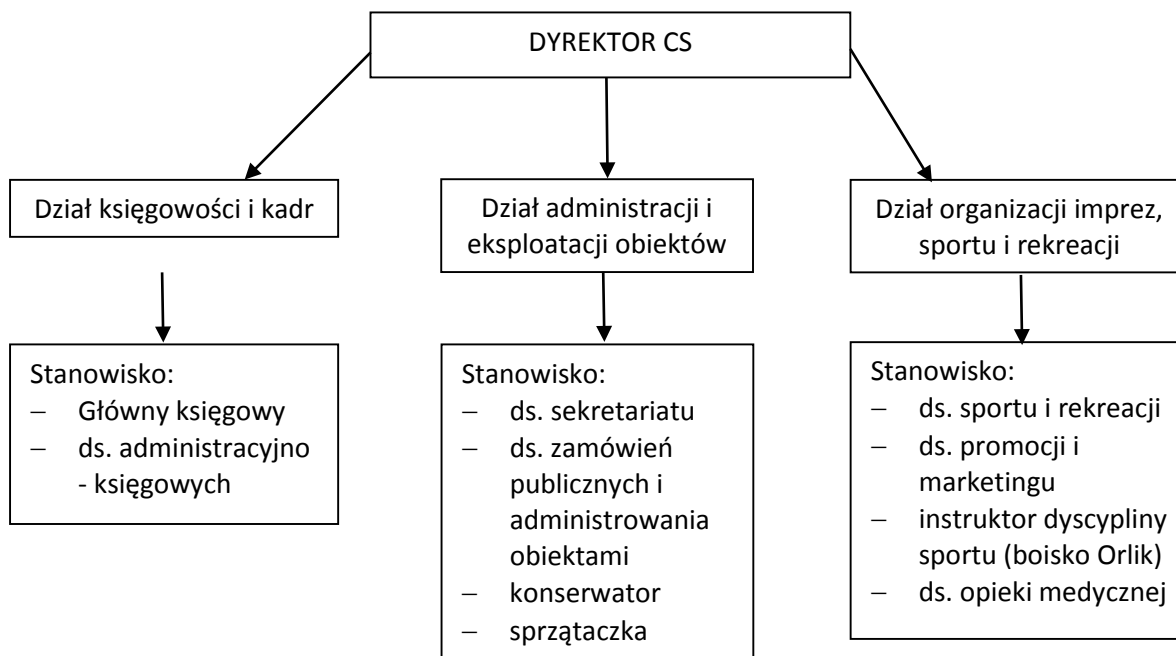 DYREKTOR CS
Dział księgowości i kadr
Dział administracji i
eksploatacji obiektów
Dział organizacji imprez,
sportu i rekreacji
Stanowisko:
– Główny księgowy
– ds. administracyjno
- księgowych
Stanowisko:
– ds. sekretariatu
– ds. zamówień
publicznych i
administrowania
obiektami
– konserwator
– sprzątaczka
Stanowisko:
– ds. sportu i rekreacji
– ds. promocji i
marketingu
– instruktor dyscypliny
sportu (boisko Orlik)
– ds. opieki medycznej